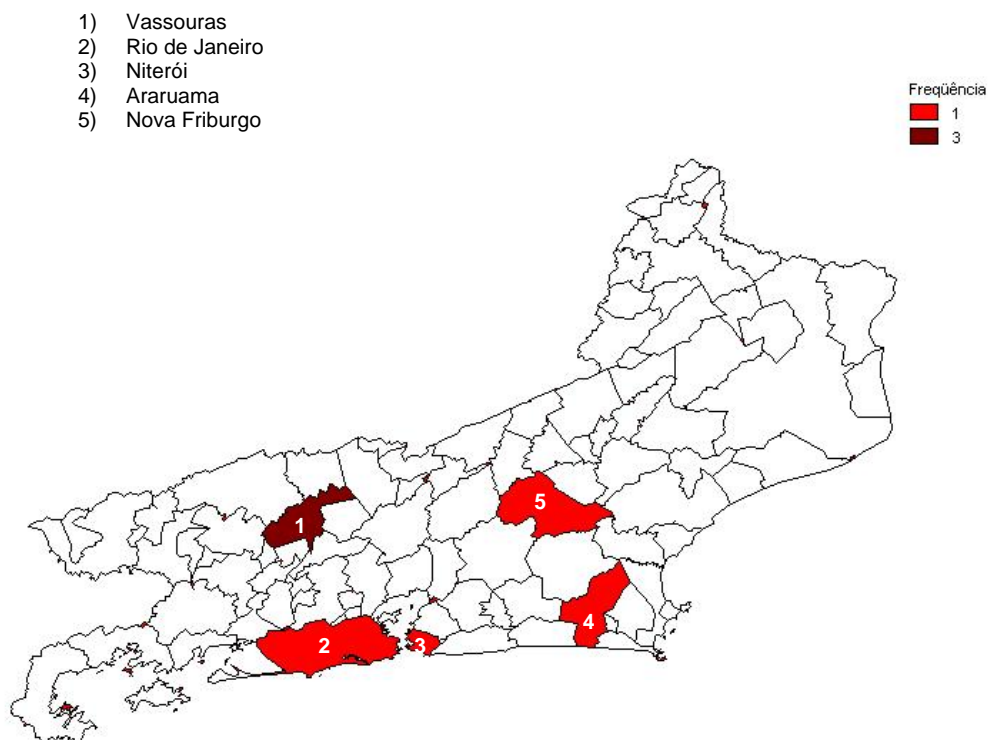 1) Vassouras
2) Rio de Janeiro
3) Niterói
4) Araruama
5) Nova Friburgo
Freqüência
1
3
5
1
4
2
3